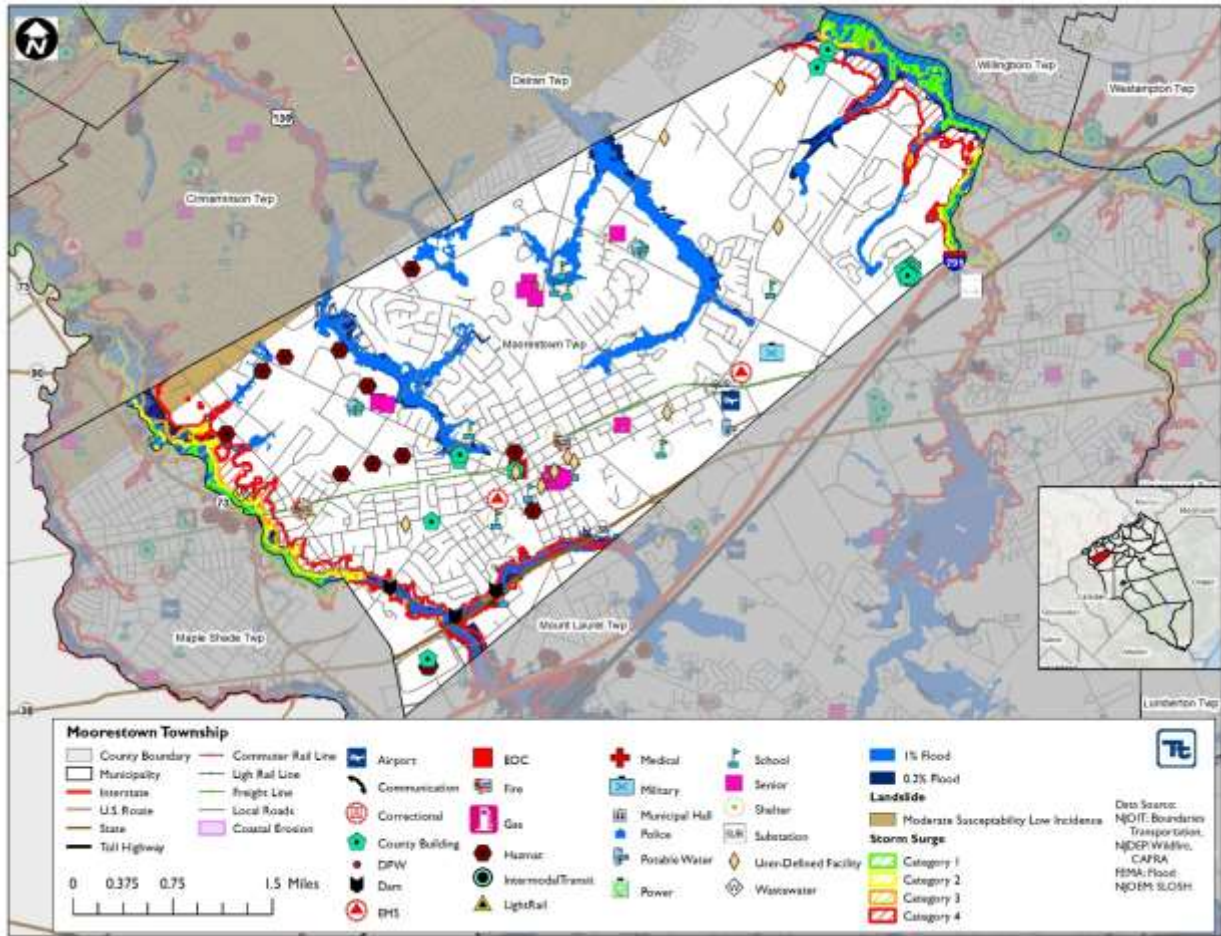 N
Delran Twp
Willingboro Twp
Westampton Twp
130
Cinnaminson Twp
73
295
Moorestown Twp
90
73
Maple Shade Twp
Mount Laurel Twp
38
Lumberton Twp
Moorestown Township
County Boundary
Municipality
Interstate
U.S. Route
State
Toll Highway
Commuter Rail Line
Ligh Rail Line
Freight Line
Local Roads
Coastal Erosion
0 0.375 0.75 1.5 Miles
Airport
Communication
Correctional
County Building
DPW
Dam
EMS
EOC
Fire
Gas
Hazmat
IntermodalTransit
LightRail
Medical
Military
Municipal Hall
Police
Potable Water
Power
School
Senior
Shelter
SUB Substation
User-Defined Facility
W Wastewater
1% Flood
0.2% Flood
Landslide
Moderate Susceptability Low Incidence
Storm Surge
Category 1
Category 2
Category 3
Category 4
Tt
Data Source:
NJOIT: Boundaries
Transportation,
NJDEP: Wildfire,
CAFRA
FEMA: Flood
NJOEM: SLOSH